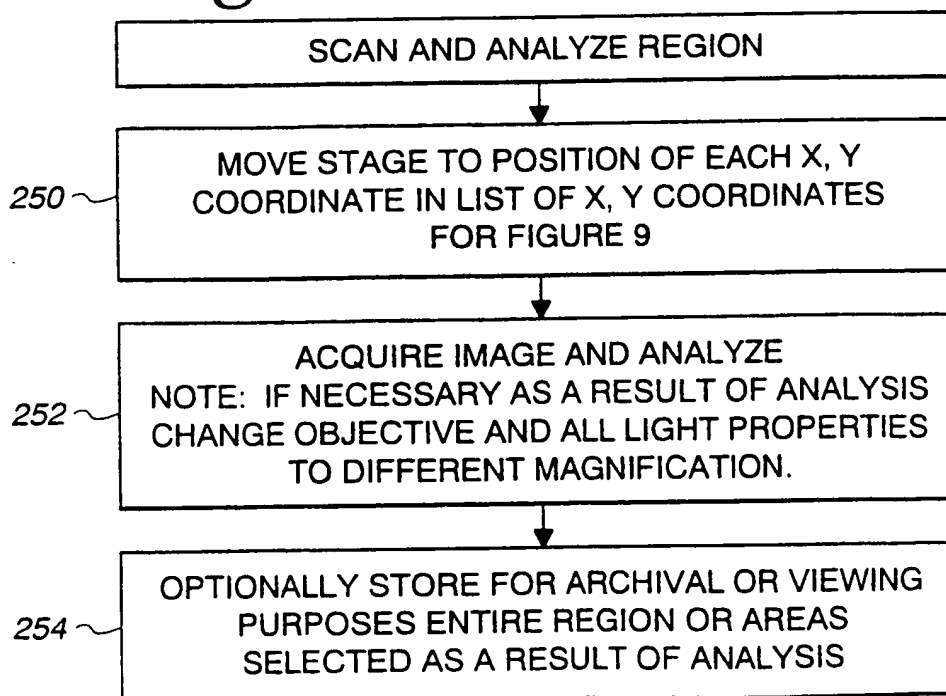 SCAN AND ANALYZE REGION
250
MOVE STAGE TO POSITION OF EACH X, Y
COORDINATE IN LIST OF X, Y COORDINATES
FOR FIGURE 9
252
ACQUIRE IMAGE AND ANALYZE
NOTE: IF NECESSARY AS A RESULT OF ANALYSIS
CHANGE OBJECTIVE AND ALL LIGHT PROPERTIES
TO DIFFERENT MAGNIFICATION.
254
OPTIONALLY STORE FOR ARCHIVAL OR VIEWING
PURPOSES ENTIRE REGION OR AREAS
SELECTED AS A RESULT OF ANALYSIS